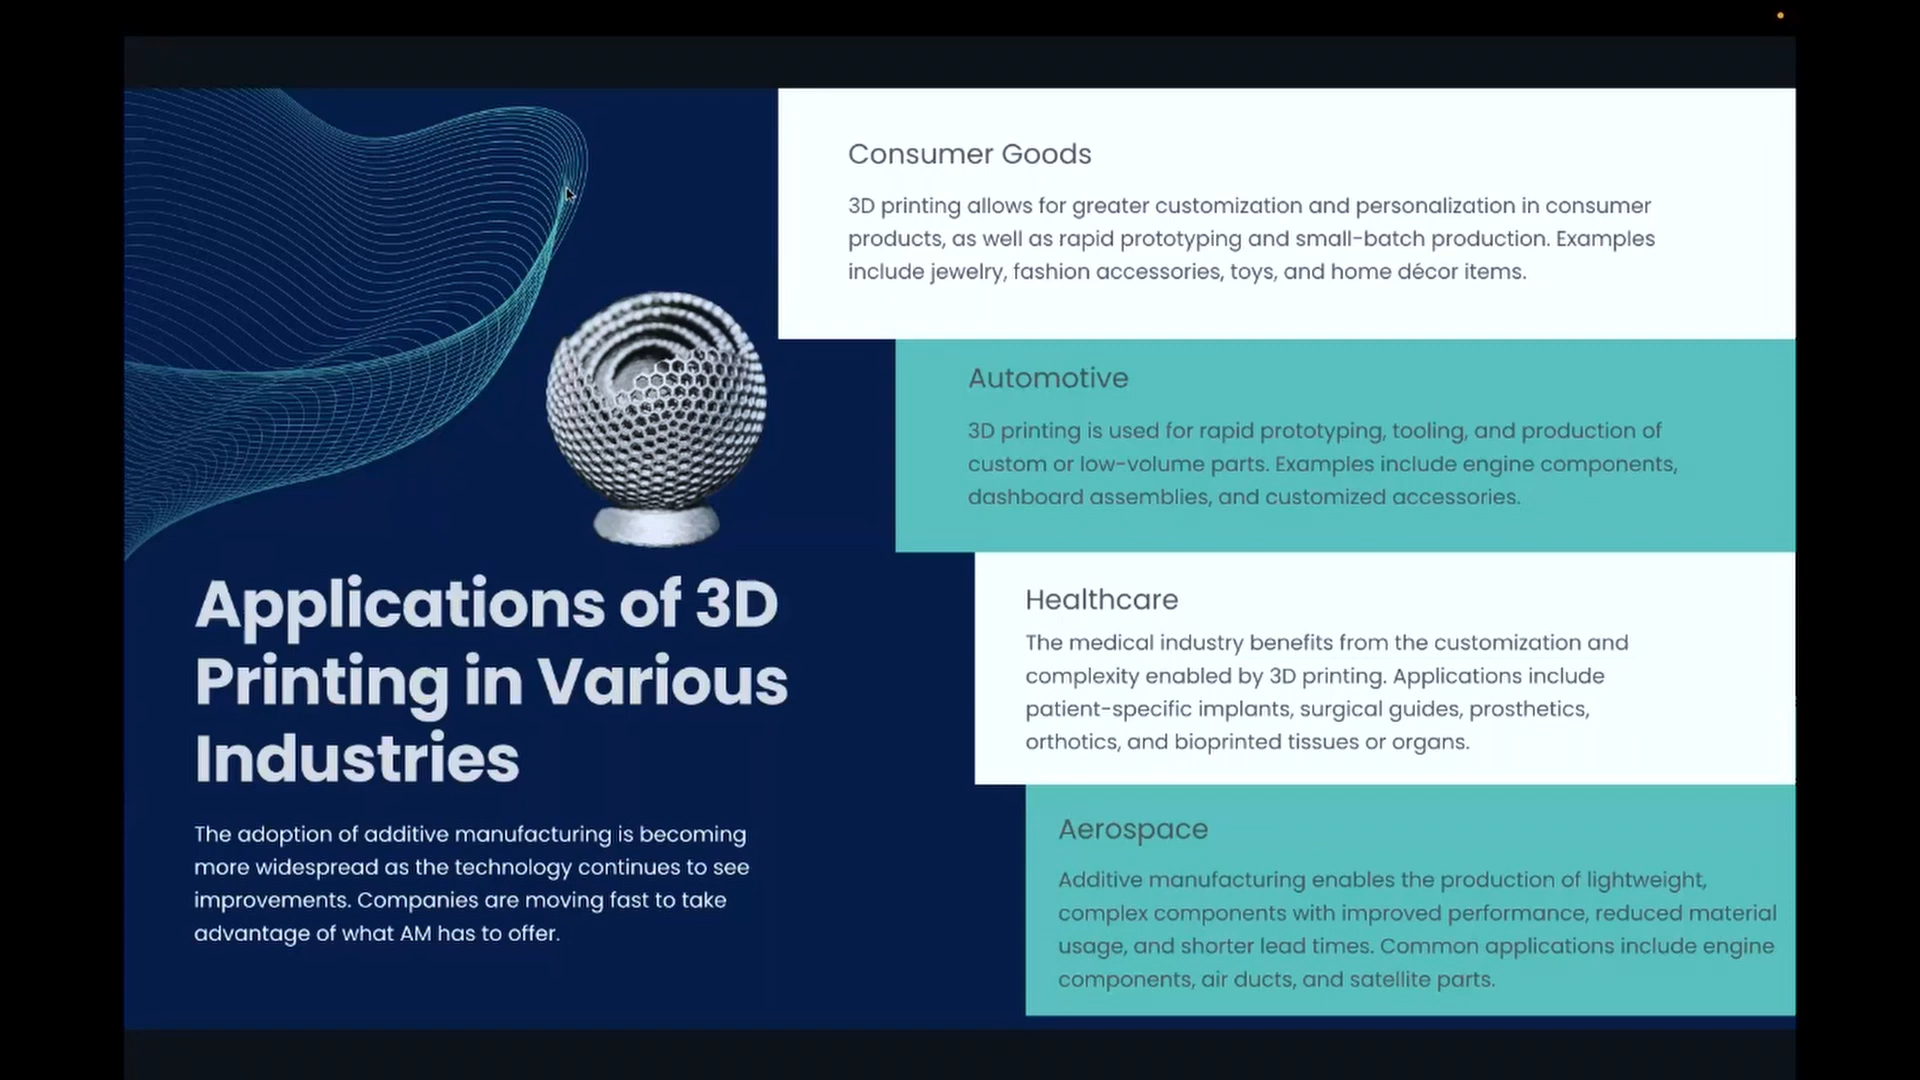 Applications of 3D
Printing in Various
Industries
The adoption of additive manufacturing is becoming
more widespread as the technology continues to see
improvements. Companies are moving fast to take
advantage of what AM has to offer.
Consumer Goods
3D printing allows for greater customization and personalization in consumer
products, as well as rapid prototyping and small-batch production. Examples
include jewelry, fashion accessories, toys, and home décor items.
Automotive
3D printing is used for rapid prototyping, tooling, and production of
custom or low-volume parts. Examples include engine components,
dashboard assemblies, and customized accessories.
Healthcare
The medical industry benefits from the customization and
complexity enabled by 3D printing. Applications include
patient-specific implants, surgical guides, prosthetics,
orthotics, and bioprinted tissues or organs.
Aerospace
Additive manufacturing enables the production of lightweight,
complex components with improved performance, reduced material
usage, and shorter lead times. Common applications include engine
components, air ducts, and satellite parts.